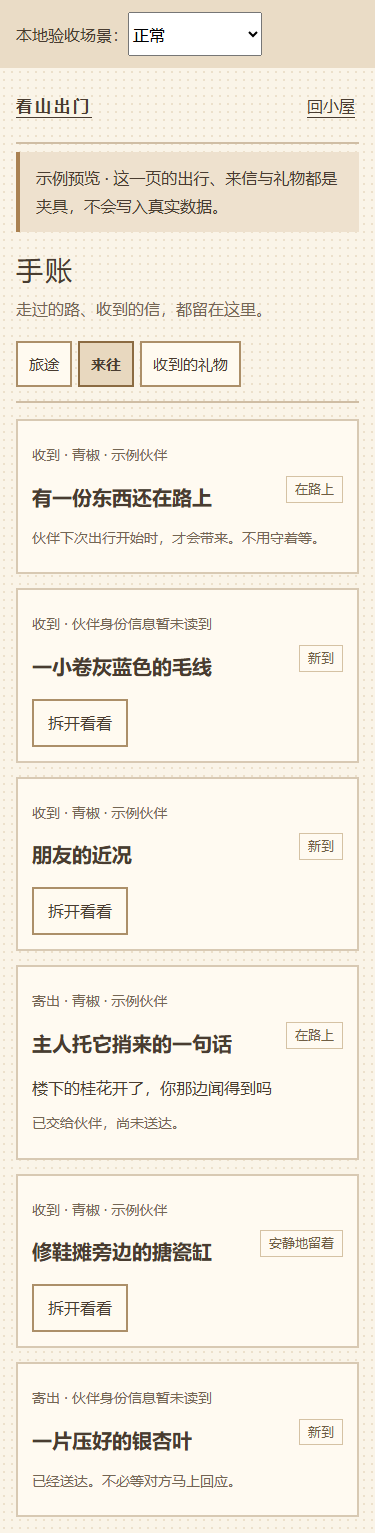 本地验收场景： 正常
看山出门 回小屋
示例预览 · 这一页的出行、来信与礼物都是
夹具，不会写入真实数据。
手账
走过的路、收到的信，都留在这里。
旅途 来往 收到的礼物
收到 · 青椒 · 示例伙伴
有一份东西还在路上 在路上
伙伴下次出行开始时，才会带来。不用守着等。
收到 · 伙伴身份信息暂未读到
一小卷灰蓝色的毛线 新到
拆开看看
收到 · 青椒 · 示例伙伴
朋友的近况 新到
拆开看看
寄出 · 青椒 · 示例伙伴
主人托它捎来的一句话 在路上
楼下的桂花开了，你那边闻得到吗
已交给伙伴，尚未送达。
收到 · 青椒 · 示例伙伴
修鞋摊旁边的搪瓷缸 安静地留着
拆开看看
寄出 · 伙伴身份信息暂未读到
一片压好的银杏叶 新到
已经送达。不必等对方马上回应。